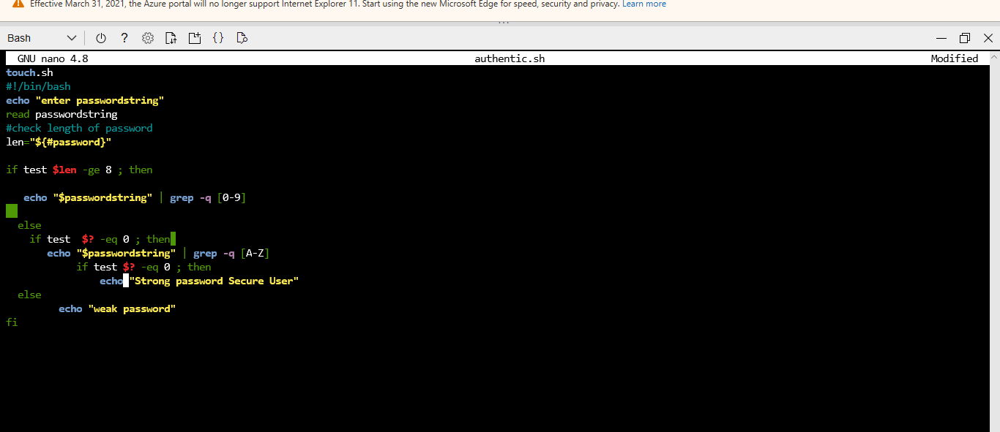 Effective March 31, 2021, the Azure portal will no longer support Internet Explorer 11. Start using the new Microsoft Edge for speed, security and privacy. Learn more
Bash
GNU nano 4.8 authentic.sh Modified
touch.sh
#!/bin/bash
echo "enter passwordstring"
read passwordstring
#check length of password
len="${#password}"
if test $len -ge 8 ; then
echo "$passwordstring" | grep -q [0-9]
else
if test $? -eq 0 ; then
echo "$passwordstring" | grep -q [A-Z]
if test $? -eq 0 ; then
echo "Strong password Secure User"
else
echo "weak password"
fi